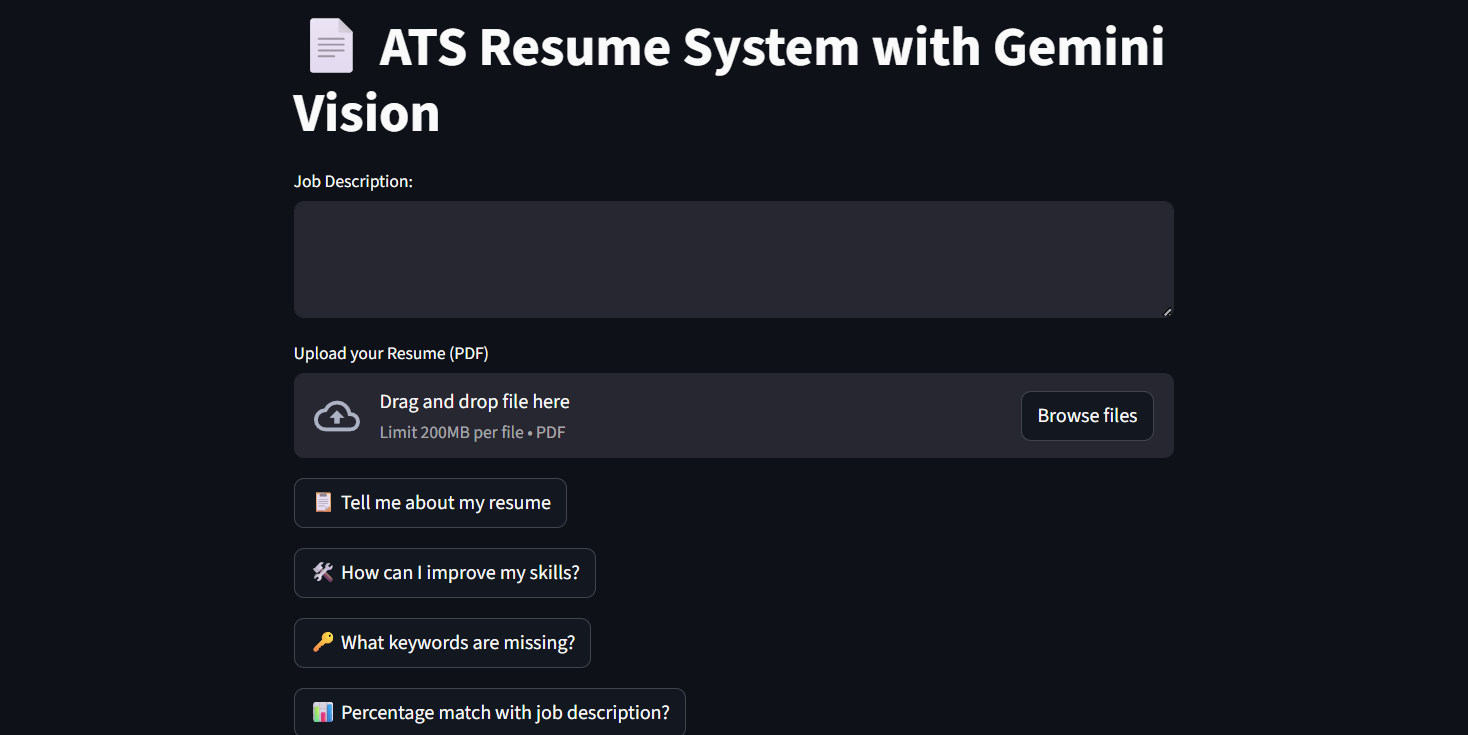 ATS Resume System with Gemini
Vision
Job Description:
Upload your Resume (PDF)
Drag and drop file here
Limit 200MB per file • PDF
Browse files
Tell me about my resume
How can I improve my skills?
What keywords are missing?
Percentage match with job description?